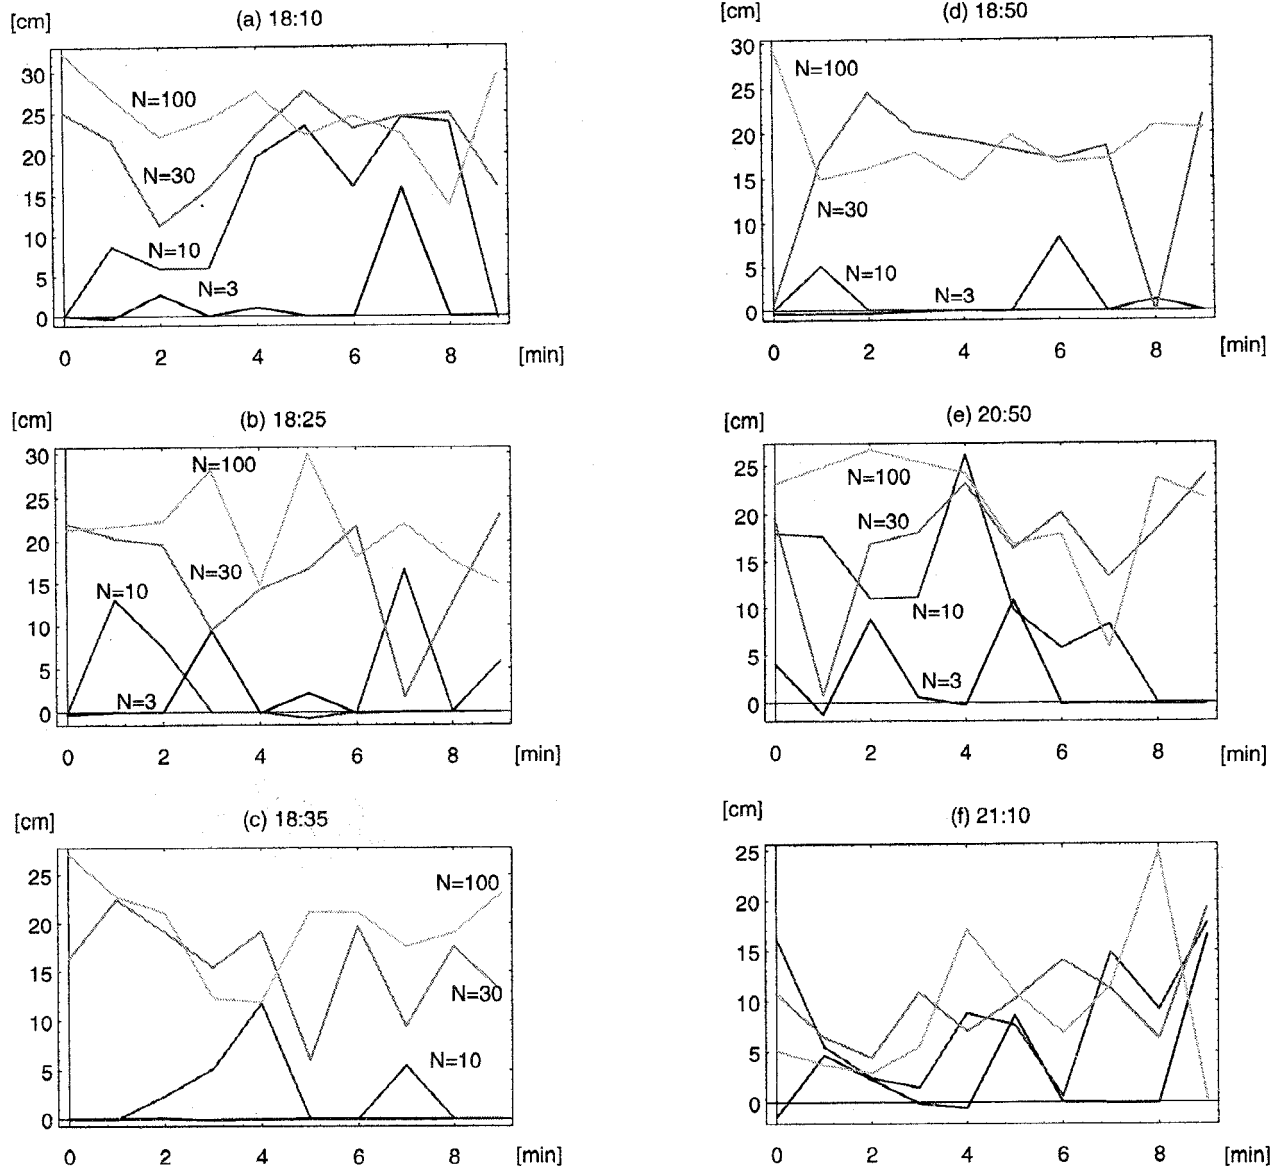 (a) 18:10
[cm]
30
25
20
15
10
5
0
N=100
N=30
N=10
N=3
0 2 4 6 8 [min]
(b) 18:25
[cm]
30
25
20
15
10
5
0
N=100
N=30
N=10
N=3
0 2 4 6 8 [min]
(c) 18:35
[cm]
25
20
15
10
5
0
N=100
N=30
N=10
0 2 4 6 8 [min]
(d) 18:50
[cm]
30
25
20
15
10
5
0
N=100
N=30
N=10
N=3
0 2 4 6 8 [min]
(e) 20:50
[cm]
25
20
15
10
5
0
N=100
N=30
N=10
N=3
0 2 4 6 8 [min]
(f) 21:10
[cm]
25
20
15
10
5
0
0 2 4 6 8 [min]